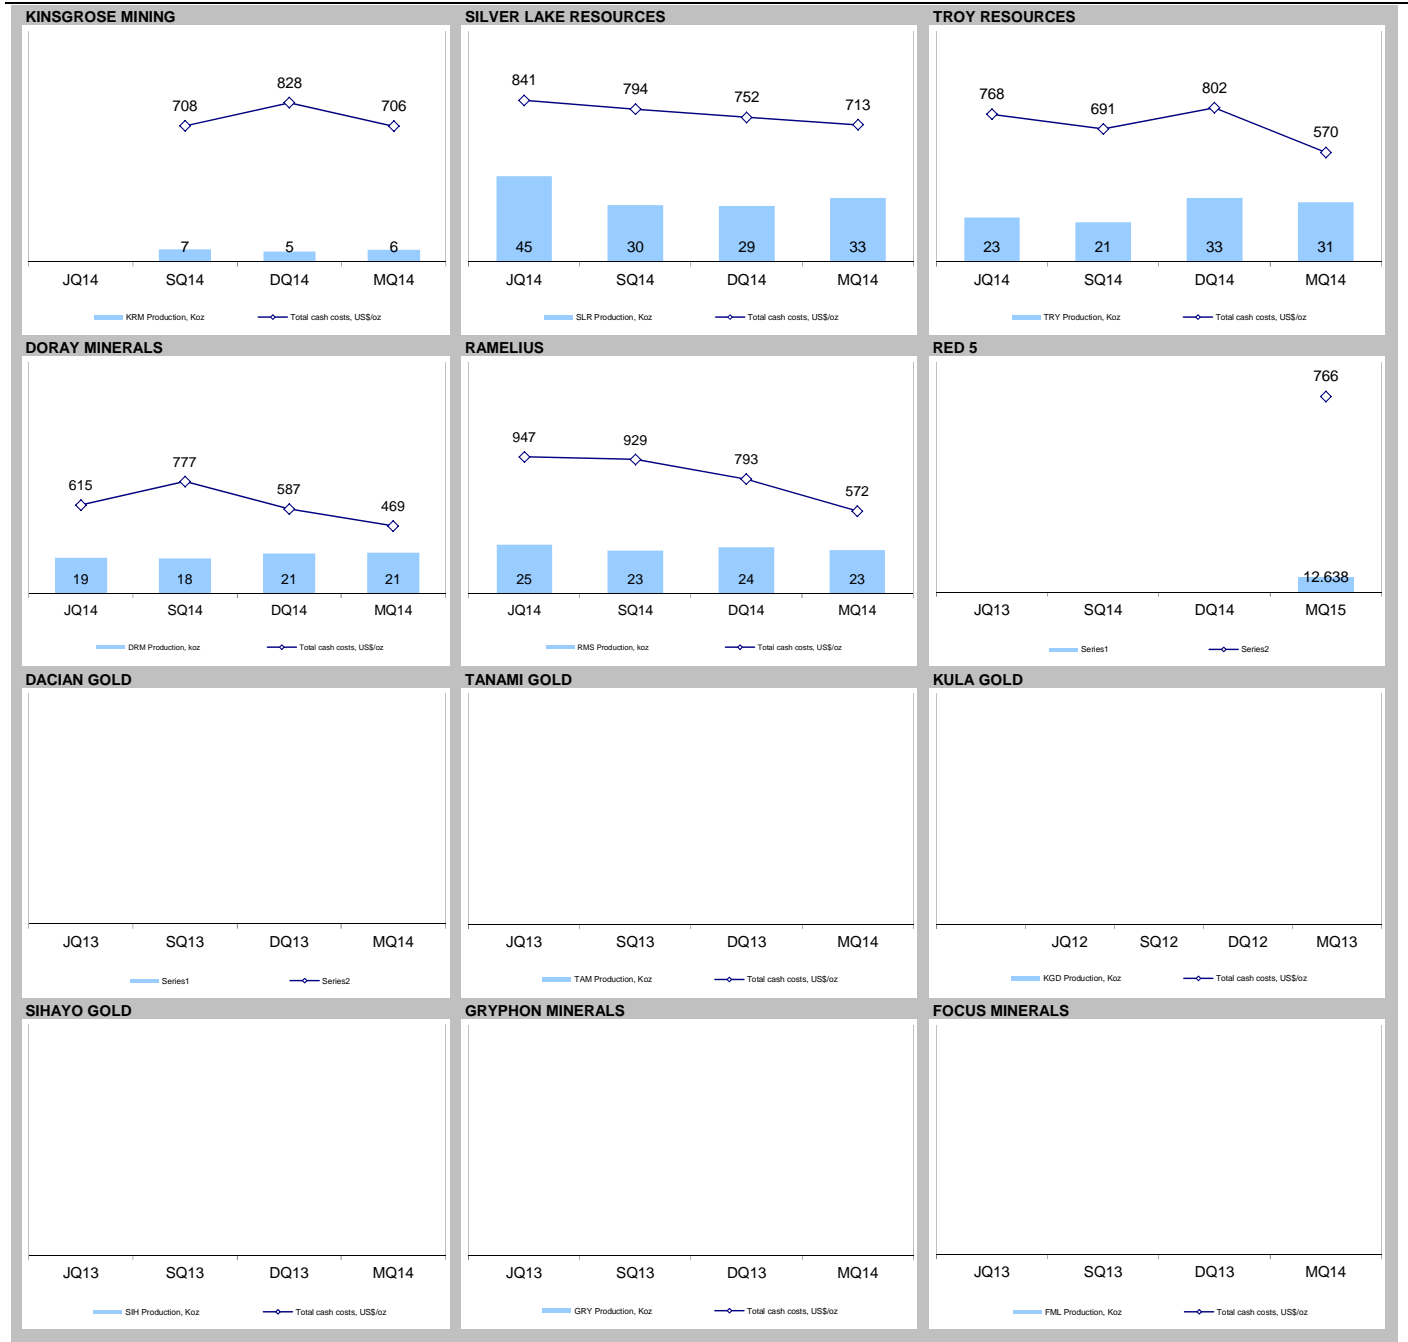 KINSGROSE MINING
708
828
706
7
5
6
JQ14 SQ14 DQ14 MQ14
KRM Production, Koz Total cash costs, US$/oz
SILVER LAKE RESOURCES
841
794
752
713
45
30
29
33
JQ14 SQ14 DQ14 MQ14
SLR Production, Koz Total cash costs, US$/oz
TROY RESOURCES
768
691
802
570
23
21
33
31
JQ14 SQ14 DQ14 MQ14
TRY Production, Koz Total cash costs, US$/oz
DORAY MINERALS
615
777
587
469
19
18
21
21
JQ14 SQ14 DQ14 MQ14
DRM Production, koz Total cash costs, US$/oz
RAMELIUS
947
929
793
572
25
23
24
23
JQ14 SQ14 DQ14 MQ14
RMS Production, koz Total cash costs, US$/oz
RED 5
766
12.638
JQ13 SQ14 DQ14 MQ15
Series1 Series2
DACIAN GOLD
JQ13 SQ13 DQ13 MQ14
Series1 Series2
TANAMI GOLD
JQ13 SQ13 DQ13 MQ14
TAM Production, Koz Total cash costs, US$/oz
KULA GOLD
JQ12 SQ12 DQ12 MQ13
KGD Production, Koz Total cash costs, US$/oz
SIHAYO GOLD
JQ13 SQ13 DQ13 MQ14
SIH Production, Koz Total cash costs, US$/oz
GRYPHON MINERALS
JQ13 SQ13 DQ13 MQ14
GRY Production, Koz Total cash costs, US$/oz
FOCUS MINERALS
JQ13 SQ13 DQ13 MQ14
FML Production, Koz Total cash costs, US$/oz